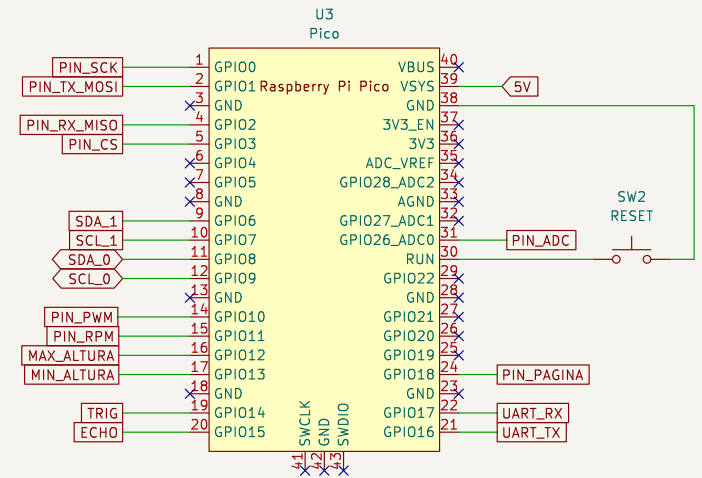 U3
Pico
PIN_SCK 1 GPIO0 VBUS 40
PIN_TX_MOSI 2 GPIO1 Raspberry Pi Pico VSYS 39 5V
3 GND GND 38
PIN_RX_MISO 4 GPIO2 3V3_EN 37
PIN_CS 5 GPIO3 3V3 36
6 GPIO4 ADC_VREF 35
7 GPIO5 GPIO28_ADC2 34
8 GND AGND 33
SW2
RESET
SDA_1 9 GPIO6 GPIO27_ADC1 32
SCL_1 10 GPIO7 GPIO26_ADC0 31 PIN_ADC
SDA_0 11 GPIO8 RUN 30
SCL_0 12 GPIO9 GPIO22 29
13 GND GND 28
PIN_PWM 14 GPIO10 GPIO21 27
PIN_RPM 15 GPIO11 GPIO20 26
MAX_ALTURA 16 GPIO12 GPIO19 25
MIN_ALTURA 17 GPIO13 GPIO18 24 PIN_PAGINA
18 GND GND 23
TRIG 19 GPIO14 GPIO17 22 UART_RX
ECHO 20 GPIO15 GPIO16 21 UART_TX
SWCLK GND SWDIO
41 42 43